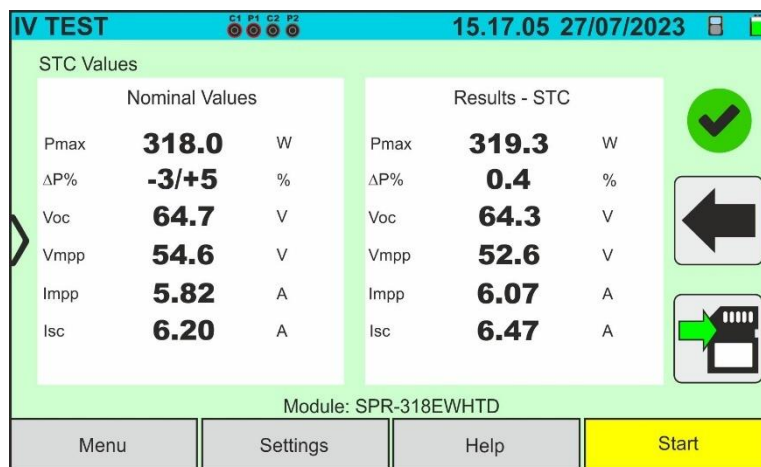 IV TEST C1 P1 C2 P2 15.17.05 27/07/2023
STC Values
Nominal Values
Pmax 318.0 W
ΔP% -3/+5 %
Voc 64.7 V
Vmpp 54.6 V
Impp 5.82 A
Isc 6.20 A
Results - STC
Pmax 319.3 W
ΔP% 0.4 %
Voc 64.3 V
Vmpp 52.6 V
Impp 6.07 A
Isc 6.47 A
Module: SPR-318EWHTD
Menu Settings Help Start